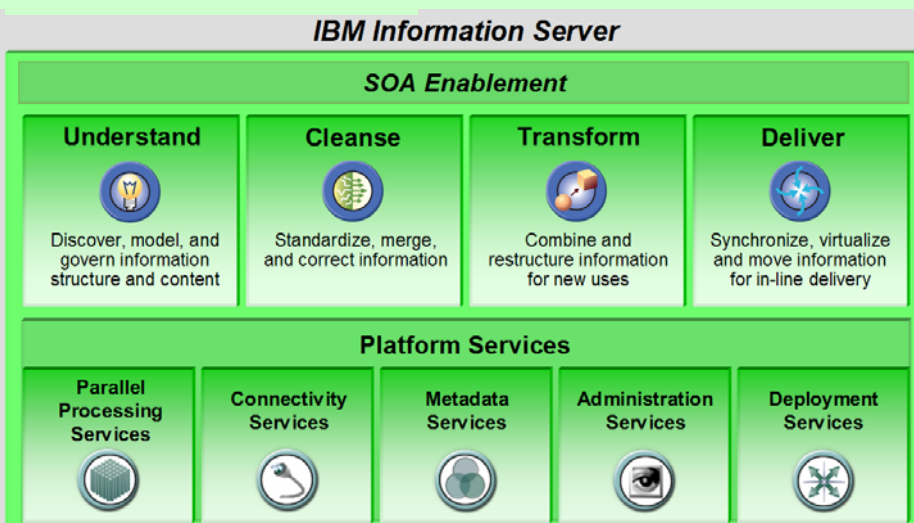 IBM Information Server
SOA Enablement
Understand
Discover, model, and
govern information
structure and content
Cleanse
Standardize, merge,
and correct information
Transform
Combine and
restructure information
for new uses
Deliver
Synchronize, virtualize
and move information
for in-line delivery
Platform Services
Parallel
Processing
Services
Connectivity
Services
Metadada
Services
Administration
Services
Deployment
Services